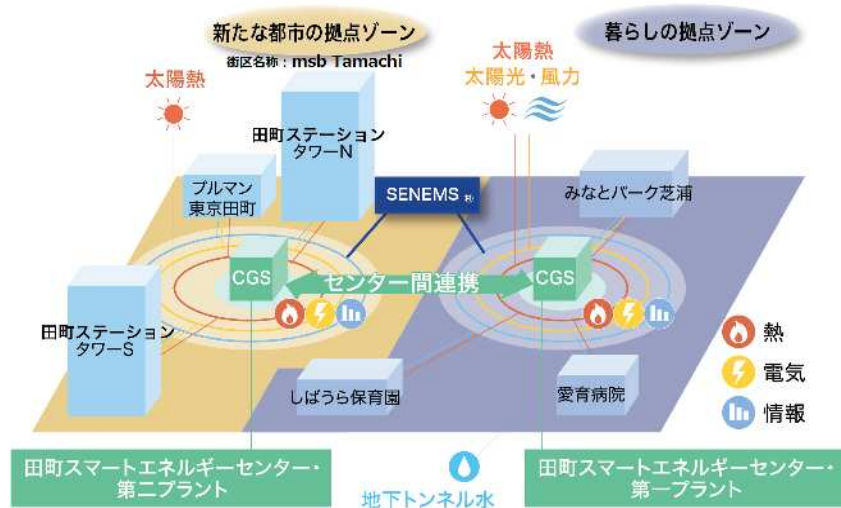 新たな都市の拠点ゾーン
街区名称：msb Tamachi
暮らしの拠点ゾーン
太陽熱
太陽熱
太陽光・風力
田町ステーション
タワーN
プルマン
東京田町
SENEMS
みなとパーク芝浦
CGS
センター間連携
CGS
田町ステーション
タワーS
熱
電気
情報
しばうら保育園
愛育病院
田町スマートエネルギーセンター・
第二プラント
地下トンネル水
田町スマートエネルギーセンター・
第一プラント